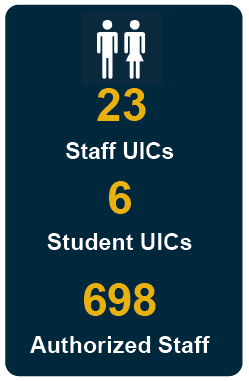 23
Staff UICs
6
Student UICs
698
Authorized Staff